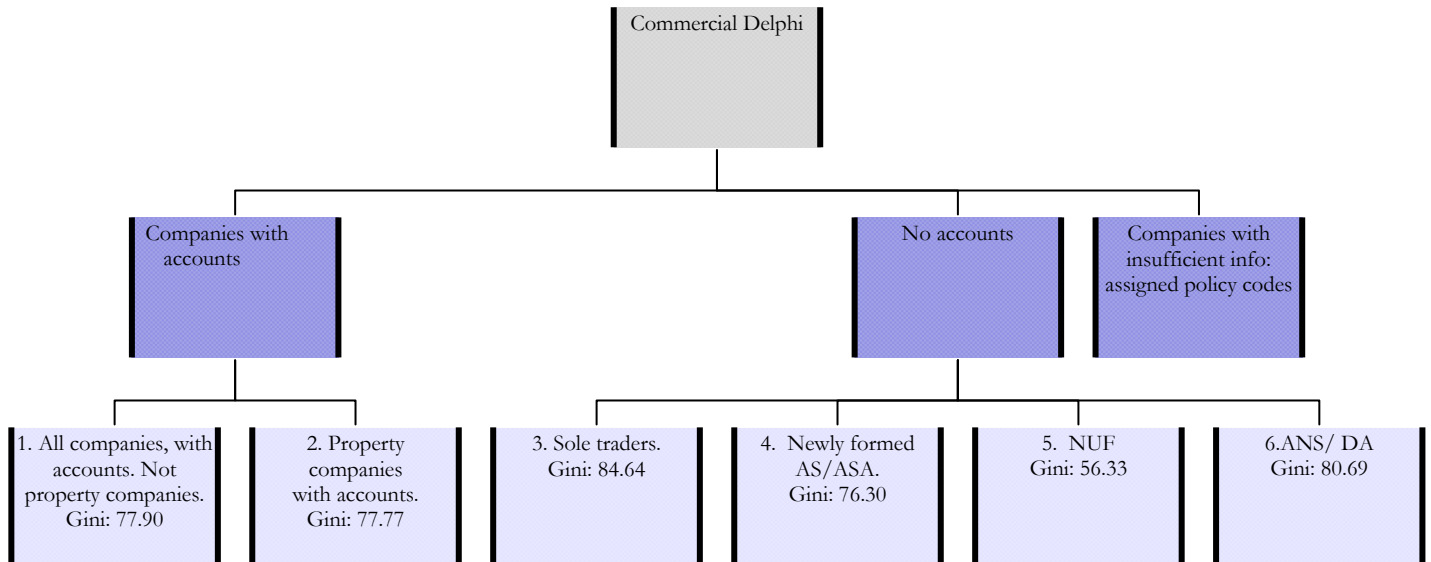 Commercial Delphi
Companies with
accounts
No accounts
Companies with
insufficient info:
assigned policy codes
1. All companies, with
accounts. Not
property companies.
Gini: 77.90
2. Property
companies
with accounts.
Gini: 77.77
3. Sole traders.
Gini: 84.64
4. Newly formed
AS/ASA.
Gini: 76.30
5. NUF
Gini: 56.33
6.ANS/ DA
Gini: 80.69